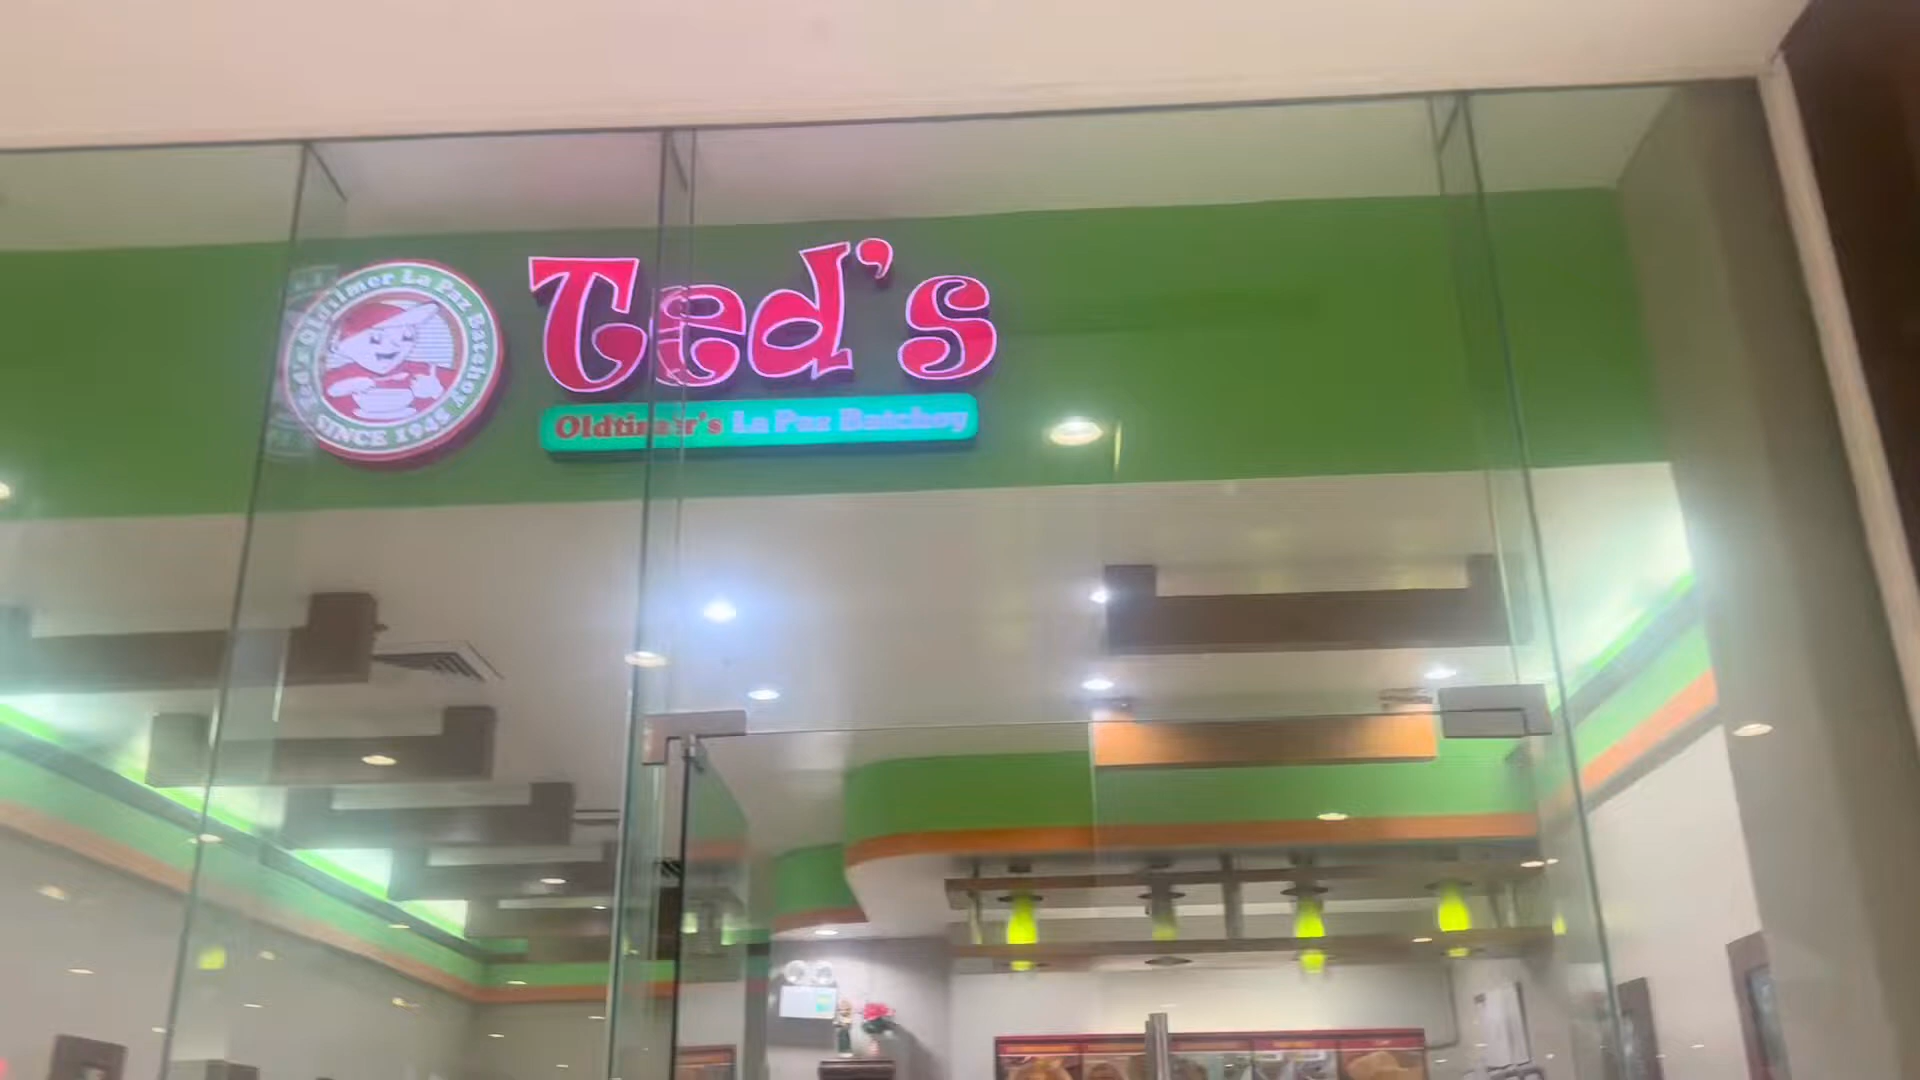 Ted's Oldtimer La Paz Batchoy
SINCE 1945
Ted's
Oldtimer's La Paz Batchoy